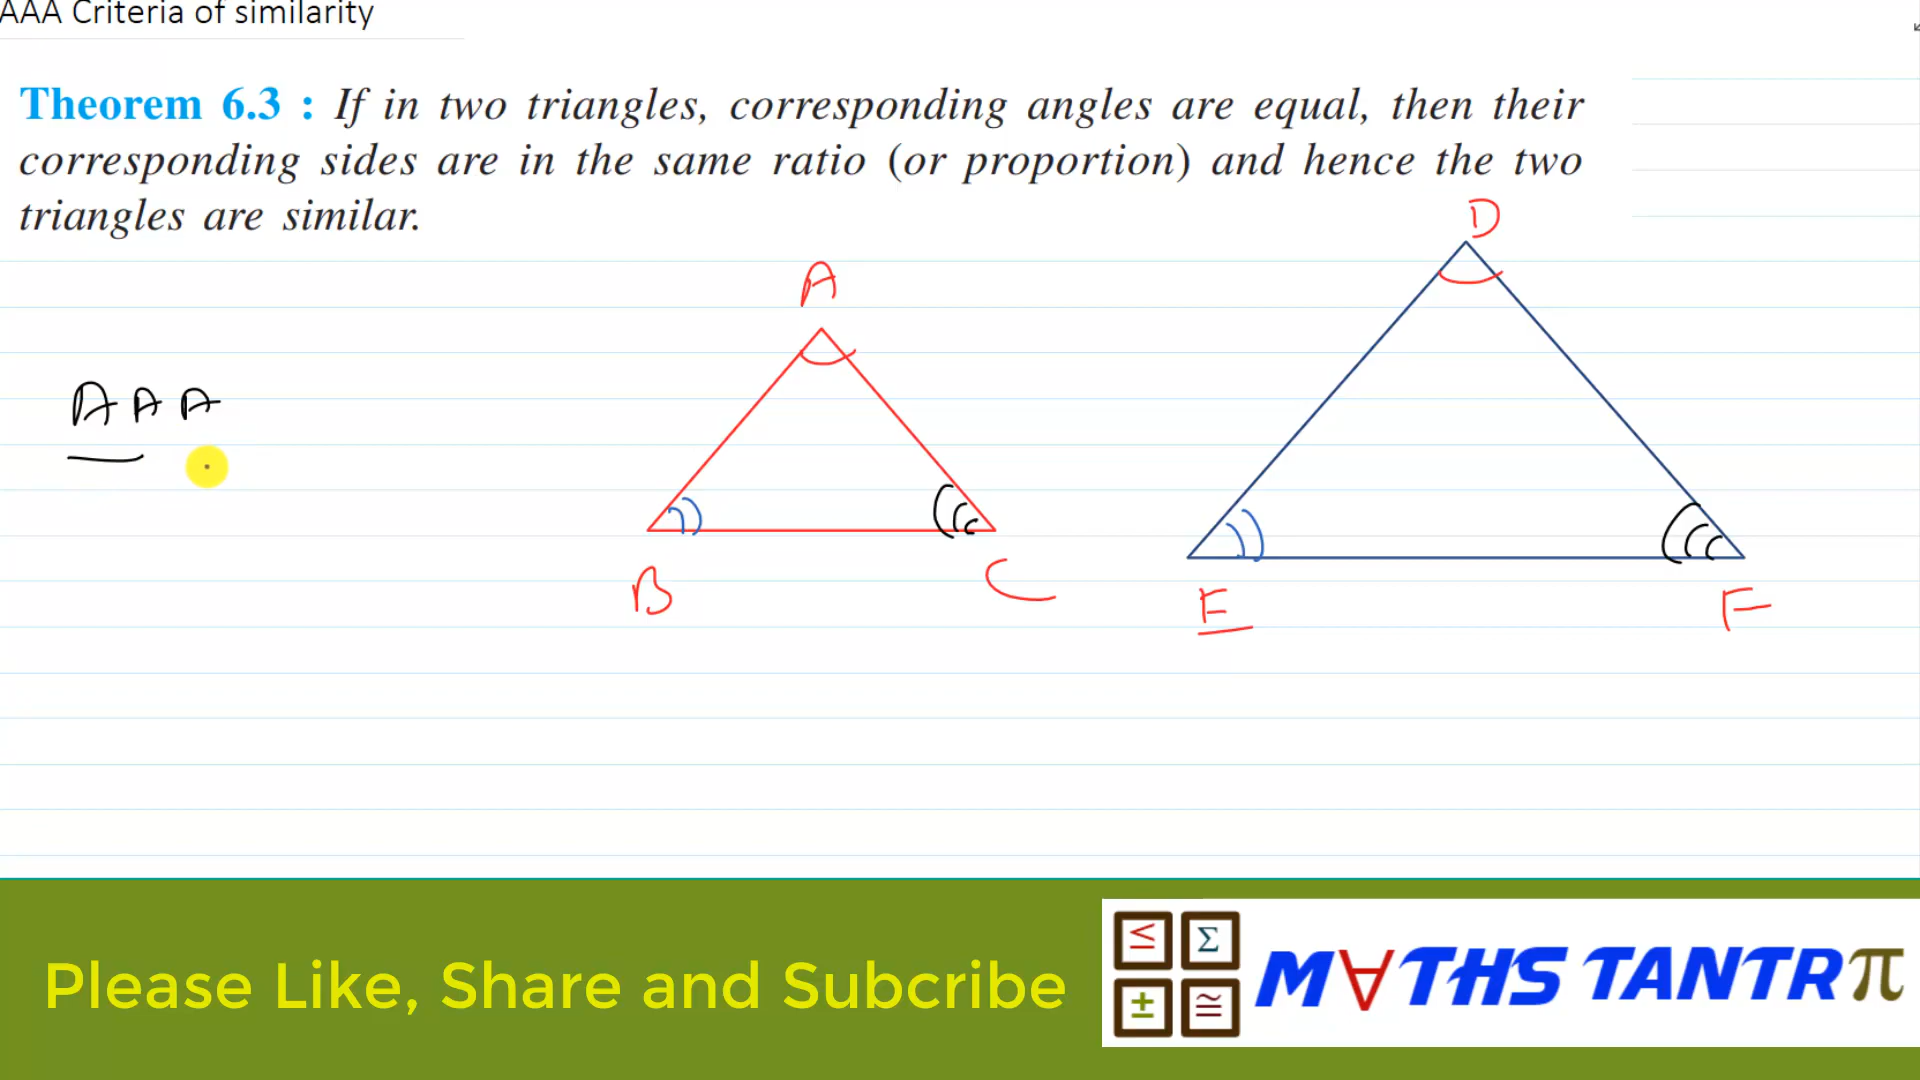 AAA Criteria of similarity
Theorem 6.3 : If in two triangles, corresponding angles are equal, then their
corresponding sides are in the same ratio (or proportion) and hence the two
triangles are similar.
D
A
AAA
B
C
E
F
Please Like, Share and Subcribe
≤ Σ
± ≅
M∀THS TANTRπ